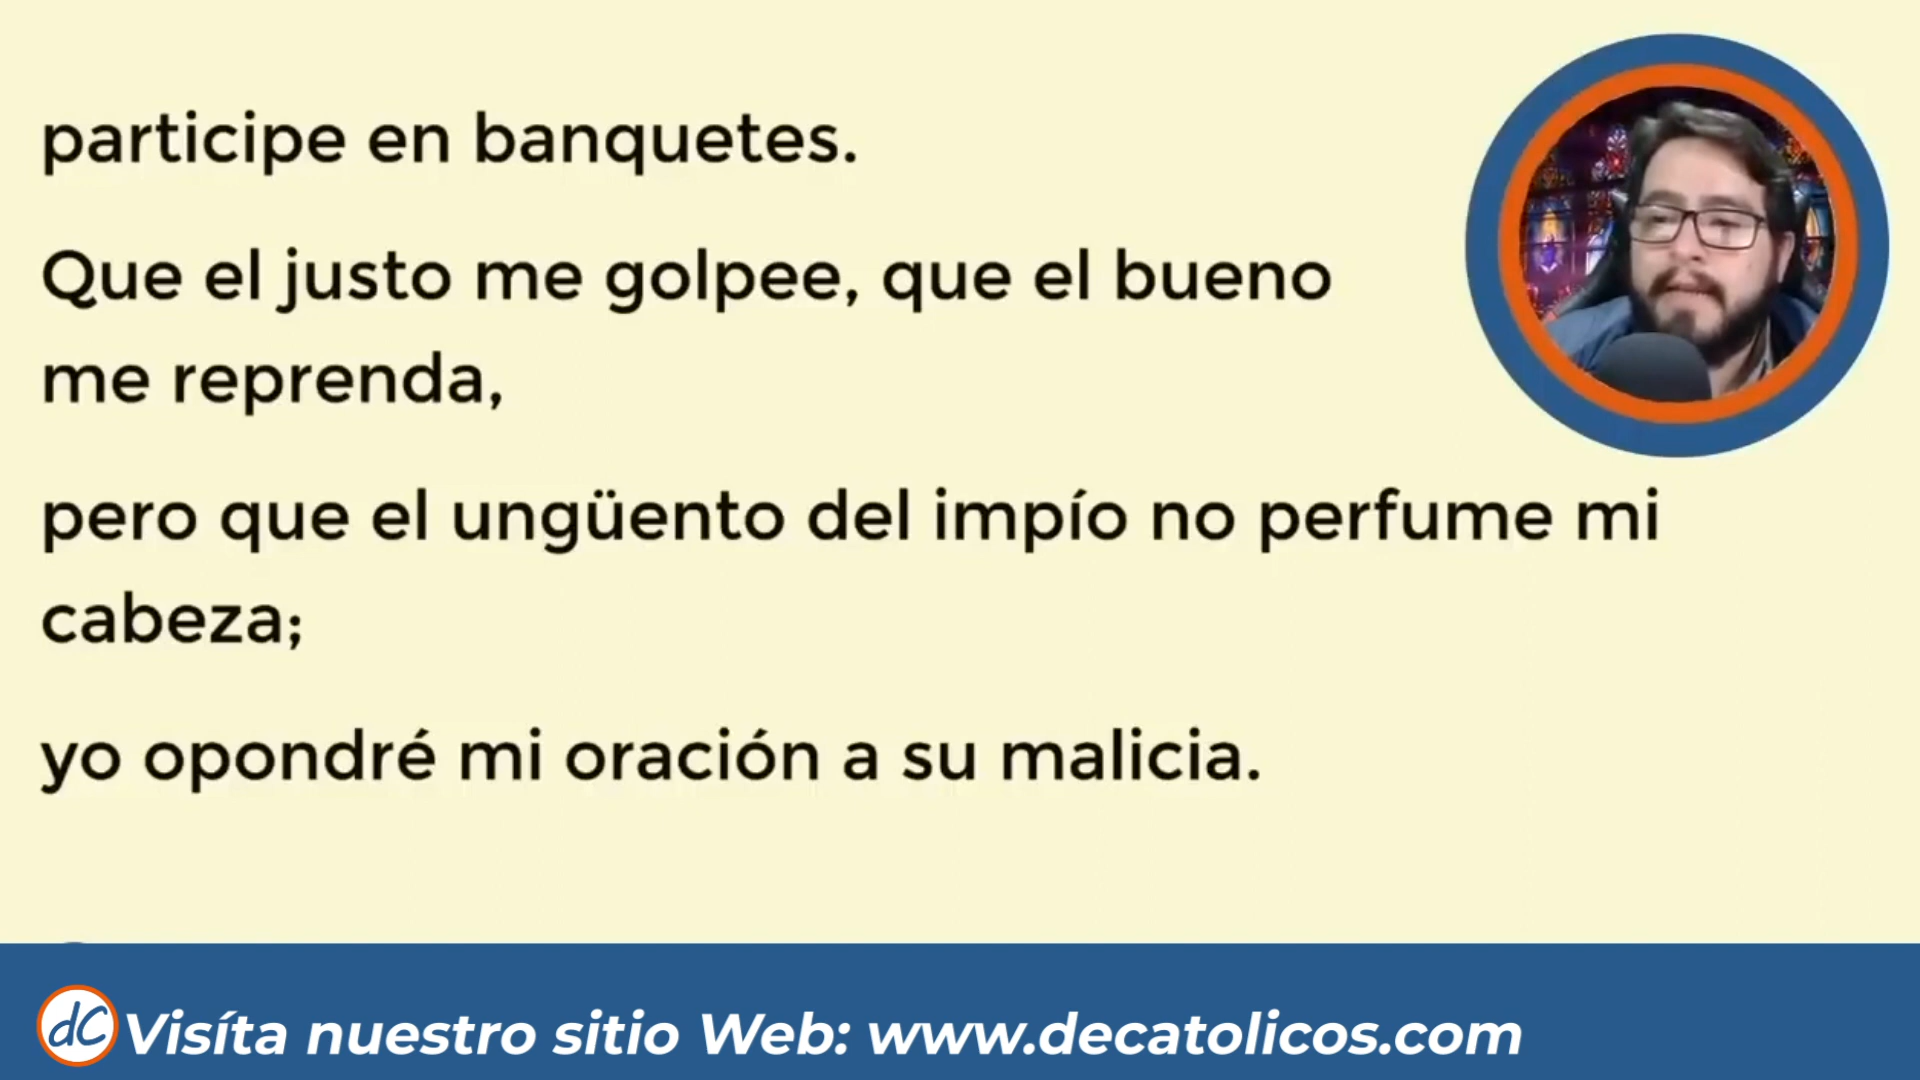 participe en banquetes.
Que el justo me golpee, que el bueno
me reprenda,
pero que el ungüento del impío no perfume mi
cabeza;
yo opondré mi oración a su malicia.
dC Visíta nuestro sitio Web: www.decatolicos.com